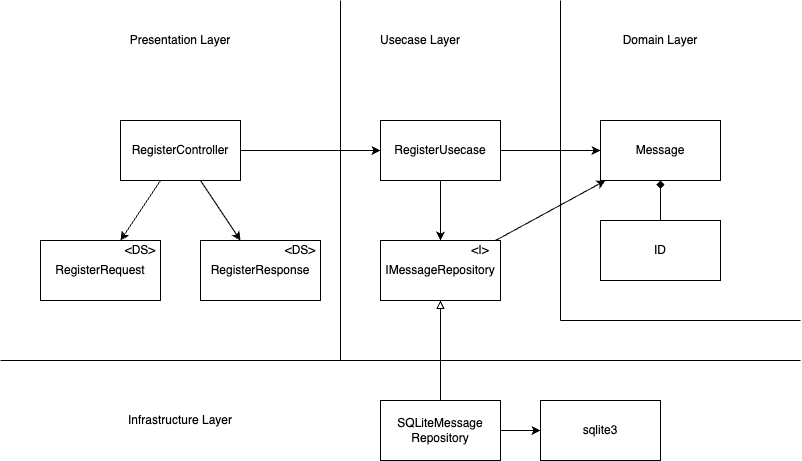 Presentation Layer
Usecase Layer
Domain Layer
RegisterController
RegisterUsecase
Message
<DS>
RegisterRequest
<DS>
RegisterResponse
<I>
IMessageRepository
ID
Infrastructure Layer
SQLiteMessage
Repository
sqlite3